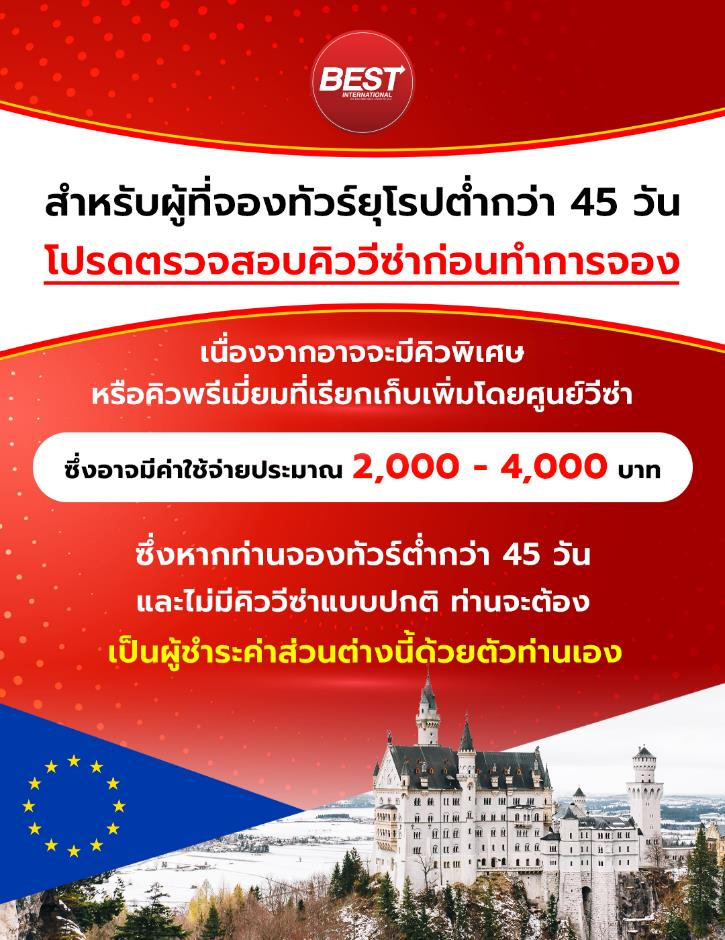 BEST
INTERNATIONAL
สำหรับผู้ที่จองทัวร์ยุโรปต่ำกว่า 45 วัน
โปรดตรวจสอบคิววีซ่าก่อนทำการจอง
เนื่องจากอาจจะมีคิวพิเศษ
หรือคิวพรีเมี่ยมที่เรียกเก็บเพิ่มโดยศูนย์วีซ่า
ซึ่งอาจมีค่าใช้จ่ายประมาณ 2,000 - 4,000 บาท
ซึ่งหากท่านจองทัวร์ต่ำกว่า 45 วัน
และไม่มีคิววีซ่าแบบปกติ ท่านจะต้อง
เป็นผู้ชำระค่าส่วนต่างนี้ด้วยตัวท่านเอง